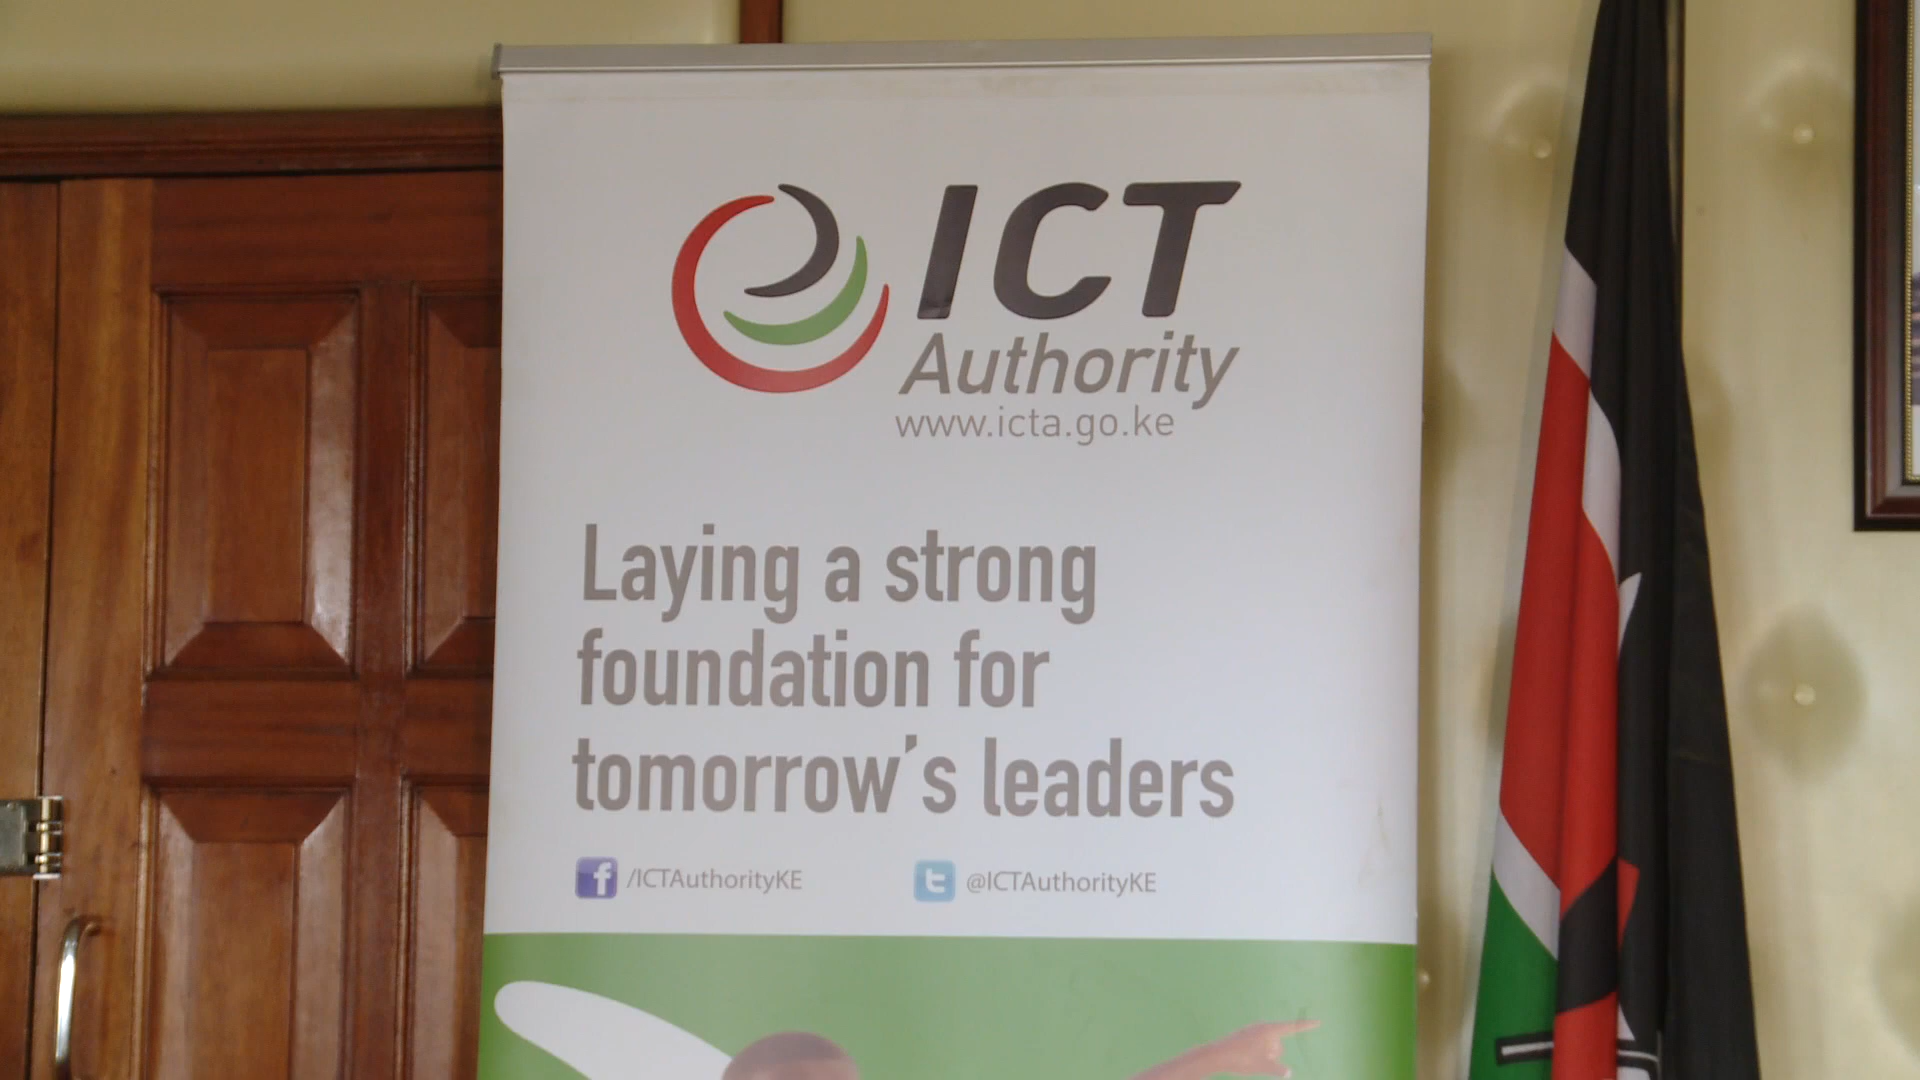 ICT
Authority
www.icta.go.ke
Laying a strong
foundation for
tomorrow's leaders
f /ICTAuthorityKE
t @ICTAuthorityKE